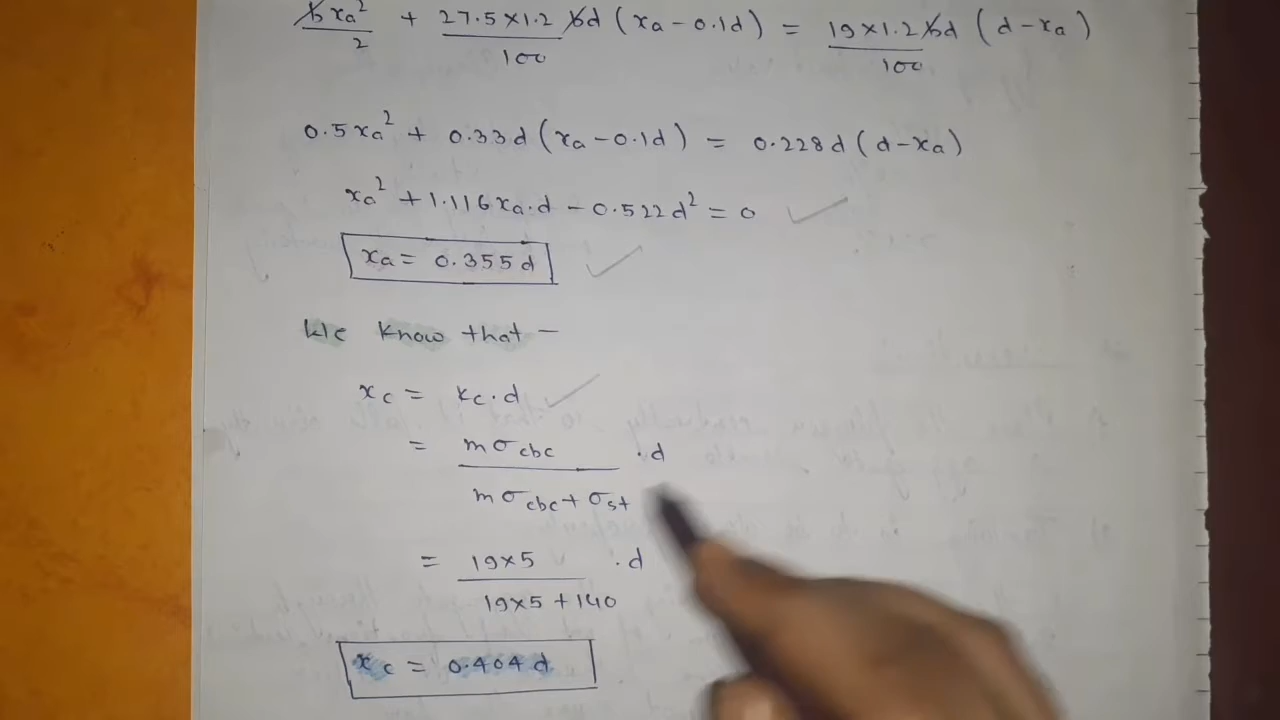 b xa²/2 + 27.5×1.2/100 bd (xa-0.1d) = 19×1.2/100 bd (d-xa)
0.5xa² + 0.33d(xa-0.1d) = 0.228d(d-xa)
xa² + 1.116xa.d - 0.522d² = 0 ✓
xa = 0.355d ✓
We know that -
xc = kc.d ✓
= mσcbc/mσcbc+σst .d
= 19×5/19×5+140 .d
xc = 0.404d